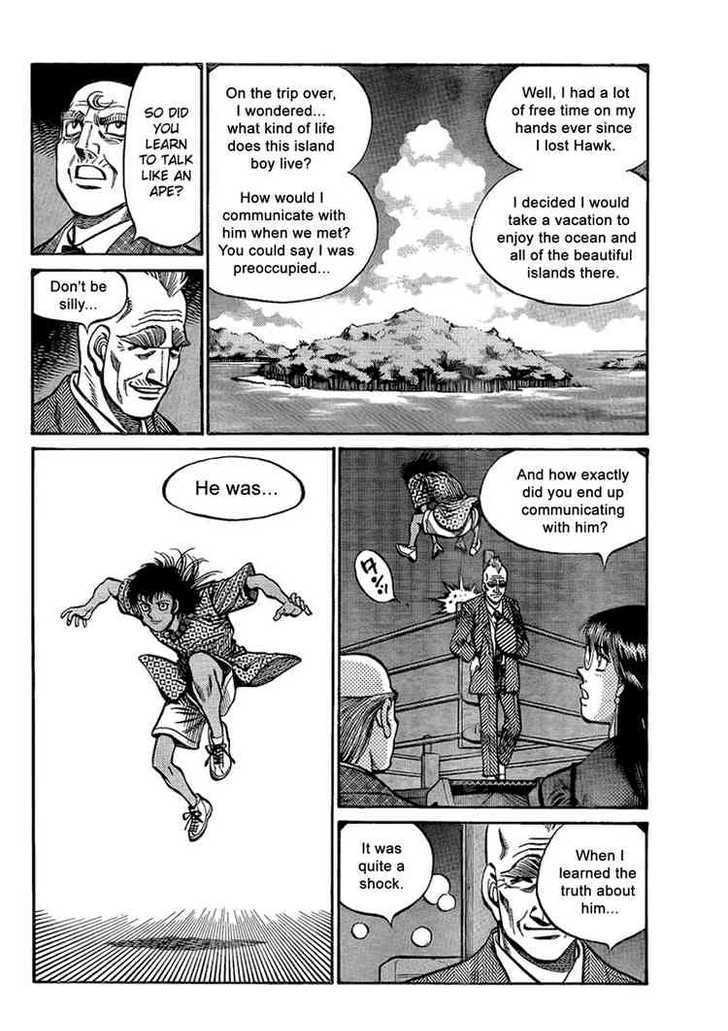 Well, I had a lot
of free time on my
hands ever since
I lost Hawk.
I decided I would
take a vacation to
enjoy the ocean and
all of the beautiful
islands there.
On the trip over,
I wondered...
what kind of life
does this island
boy live?
How would I
communicate with
him when we met?
You could say I was
preoccupied...
SO DID
YOU
LEARN
TO TALK
LIKE AN
APE?
Don't be
silly...
And how exactly
did you end up
communicating
with him?
タンッ
When I
learned the
truth about
him...
It was
quite a
shock.
He was...